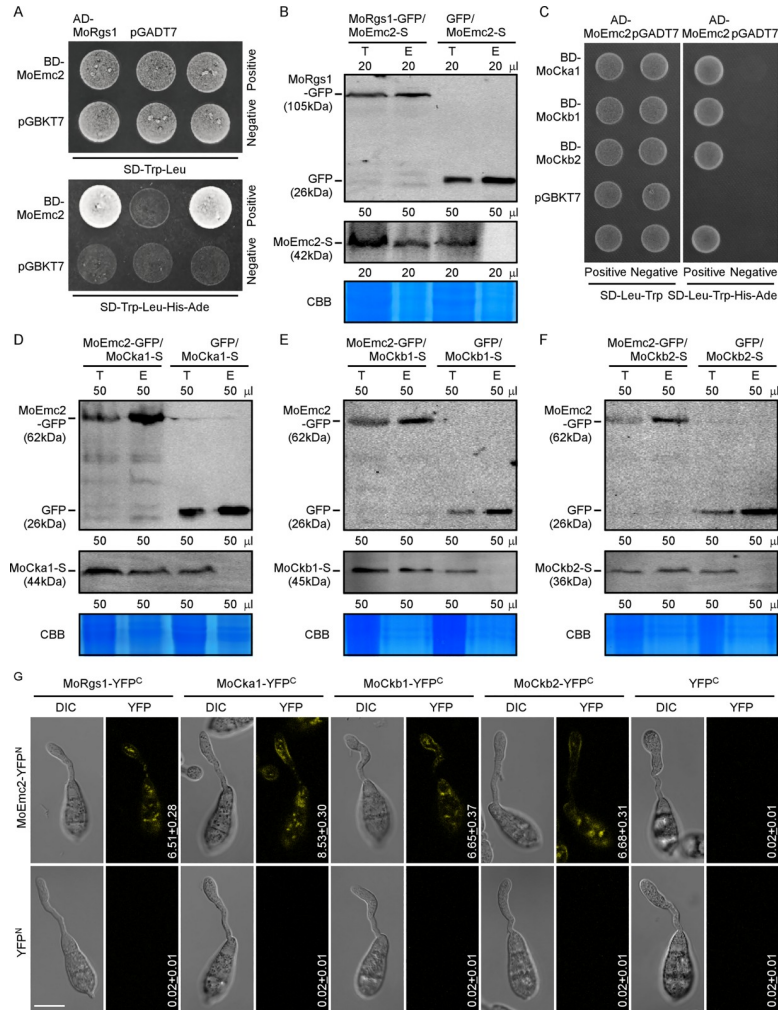 A
AD-
MoRgs1 pGADT7
BD-
MoEmc2
pGBKT7
Positive
Negative
SD-Trp-Leu
BD-
MoEmc2
pGBKT7
Positive
Negative
SD-Trp-Leu-His-Ade
B
MoRgs1-GFP/ GFP/
MoEmc2-S MoEmc2-S
T E T E
20 20 20 20 µl
MoRgs1
-GFP
(105kDa)
GFP
(26kDa)
50 50 50 50 µl
MoEmc2-S
(42kDa)
20 20 20 20 µl
CBB
C
AD- AD-
MoEmc2 pGADT7 MoEmc2 pGADT7
BD-
MoCka1
BD-
MoCkb1
BD-
MoCkb2
pGBKT7
Positive Negative Positive Negative
SD-Leu-Trp SD-Leu-Trp-His-Ade
D
MoEmc2-GFP/ GFP/
MoCka1-S MoCka1-S
T E T E
50 50 50 50 µl
MoEmc2
-GFP
(62kDa)
GFP
(26kDa)
50 50 50 50 µl
MoCka1-S
(44kDa)
50 50 50 50 µl
CBB
E
MoEmc2-GFP/ GFP/
MoCkb1-S MoCkb1-S
T E T E
50 50 50 50 µl
MoEmc2
-GFP
(62kDa)
GFP
(26kDa)
50 50 50 50 µl
MoCkb1-S
(45kDa)
50 50 50 50 µl
CBB
F
MoEmc2-GFP/ GFP/
MoCkb2-S MoCkb2-S
T E T E
50 50 50 50 µl
MoEmc2
-GFP
(62kDa)
GFP
(26kDa)
50 50 50 50 µl
MoCkb2-S
(36kDa)
50 50 50 50 µl
CBB
G
MoRgs1-YFPᶜ MoCka1-YFPᶜ MoCkb1-YFPᶜ MoCkb2-YFPᶜ YFPᶜ
DIC YFP DIC YFP DIC YFP DIC YFP DIC YFP
MoEmc2-YFPᴺ
6.51±0.28 8.53±0.30 6.65±0.37 6.68±0.31 0.02±0.01
YFPᴺ
0.02±0.01 0.02±0.01 0.02±0.01 0.02±0.01 0.02±0.01